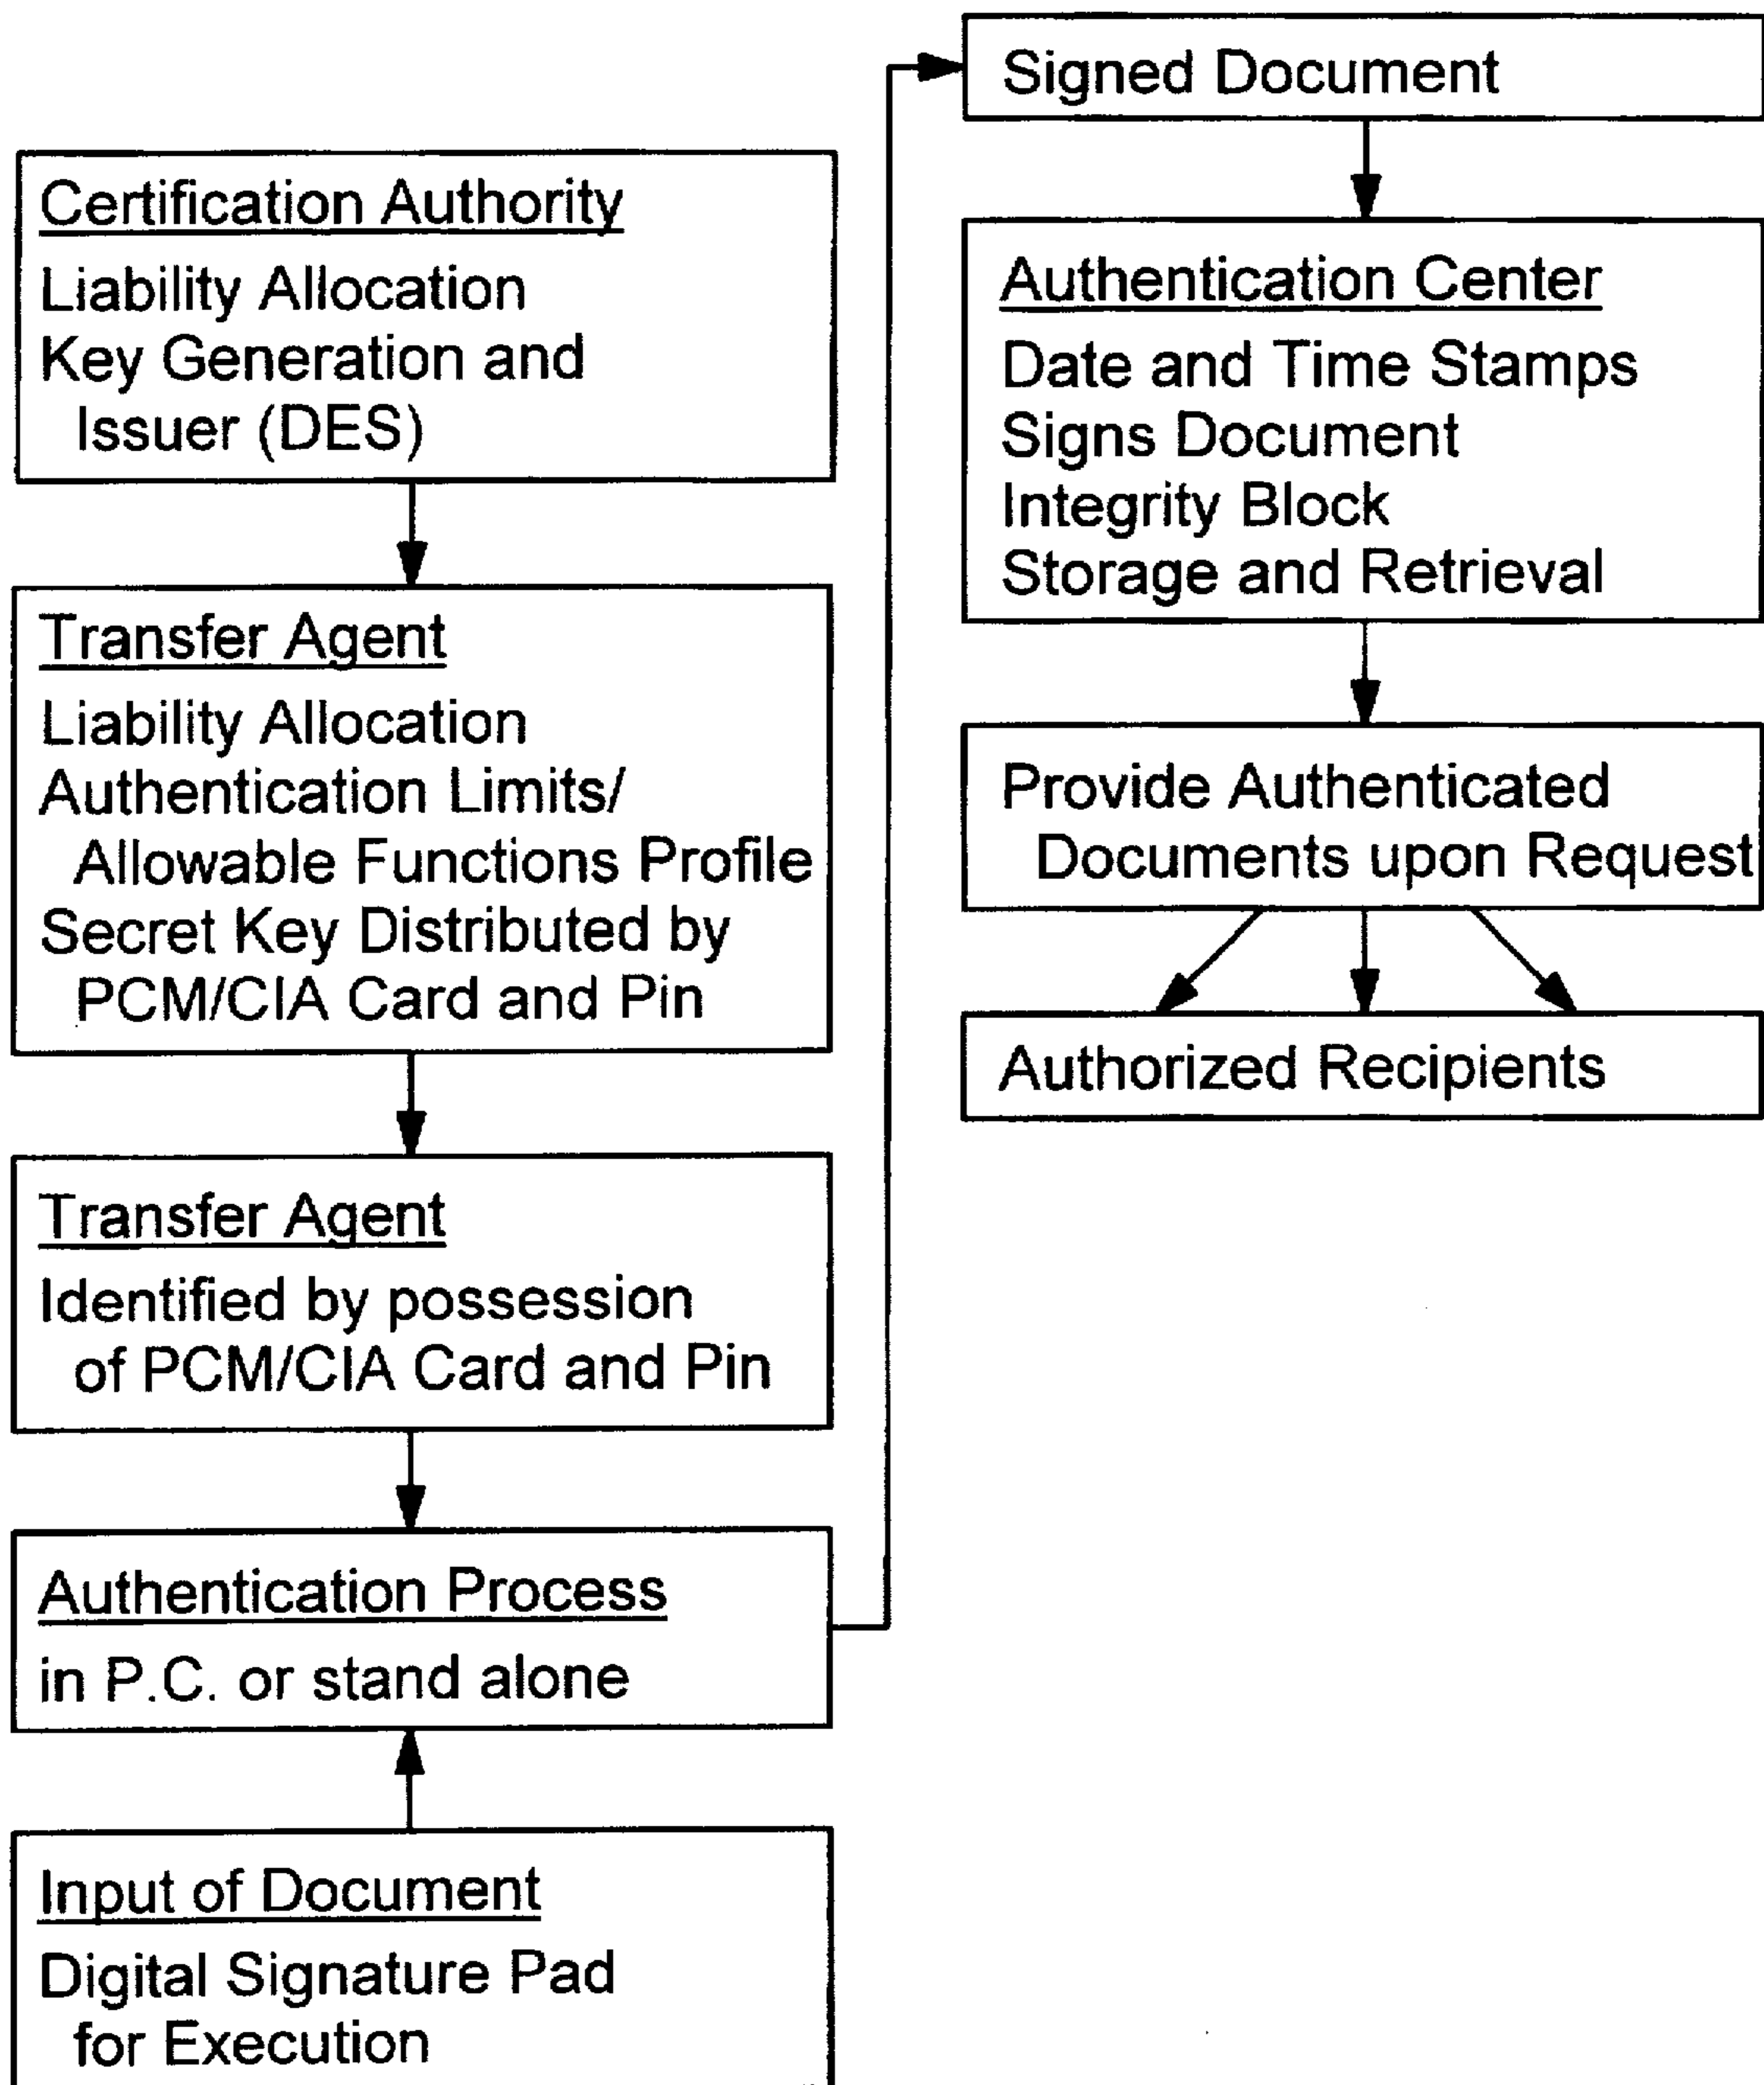 Certification Authority
Liability Allocation
Key Generation and
Issuer (DES)
Transfer Agent
Liability Allocation
Authentication Limits/
Allowable Functions Profile
Secret Key Distributed by
PCM/CIA Card and Pin
Transfer Agent
Identified by possession
of PCM/CIA Card and Pin
Authentication Process
in P.C. or stand alone
Input of Document
Digital Signature Pad
for Execution
Signed Document
Authentication Center
Date and Time Stamps
Signs Document
Integrity Block
Storage and Retrieval
Provide Authenticated
Documents upon Request
Authorized Recipients